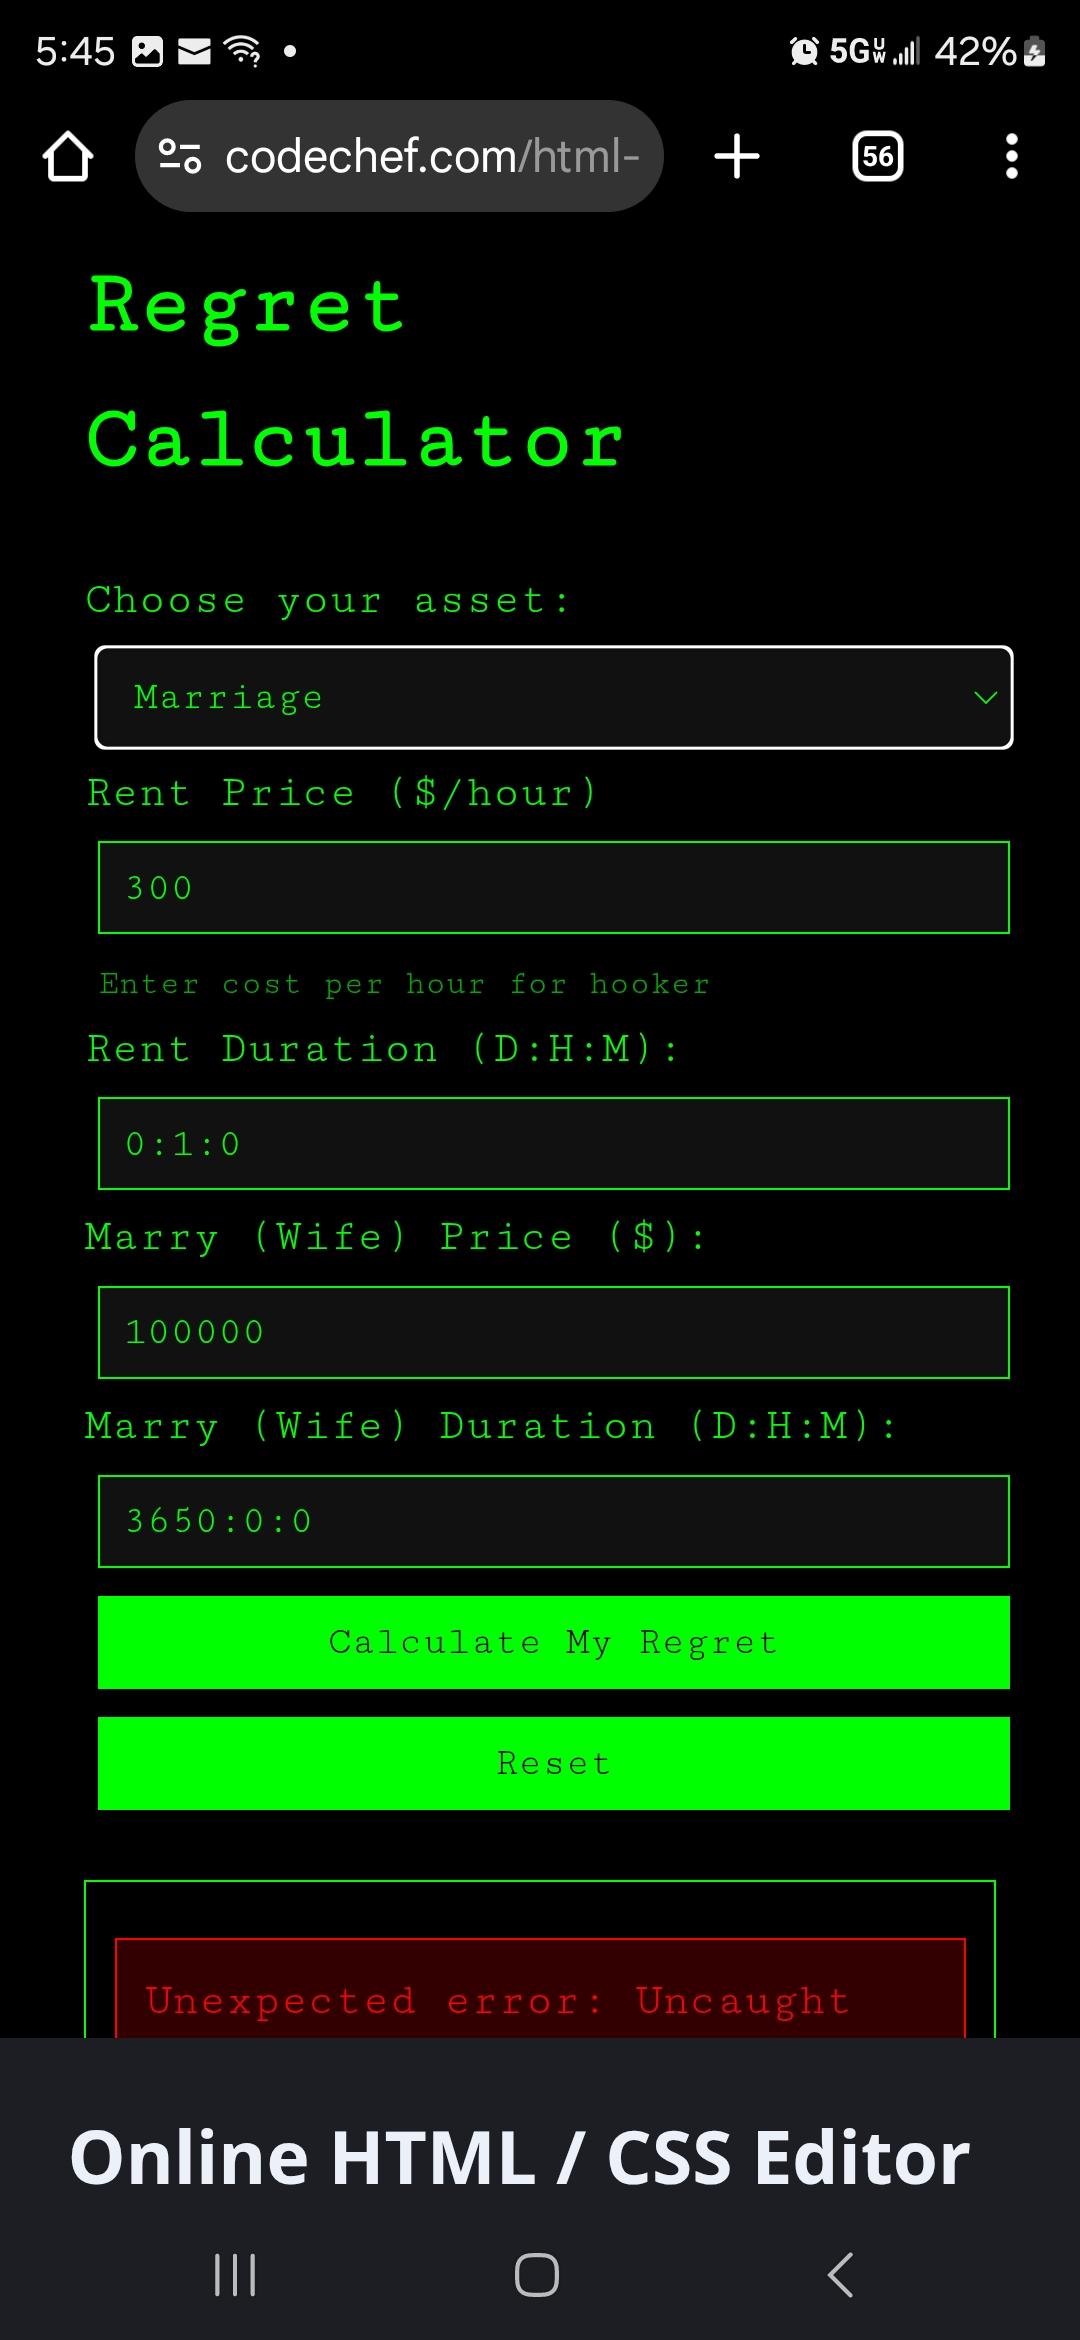 5:45 5G UW 42%
codechef.com/html- 56
Regret
Calculator
Choose your asset:
Marriage
Rent Price ($/hour)
300
Enter cost per hour for hooker
Rent Duration (D:H:M):
0:1:0
Marry (Wife) Price ($):
100000
Marry (Wife) Duration (D:H:M):
3650:0:0
Calculate My Regret
Reset
Unexpected error: Uncaught
Online HTML / CSS Editor